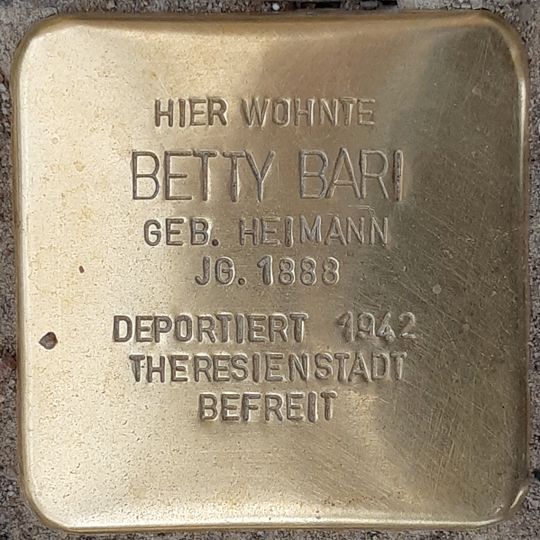 HIER WOHNTE
BETTY BARI
GEB. HEIMANN
JG. 1888
DEPORTIERT 1942
THERESIENSTADT
BEFREIT